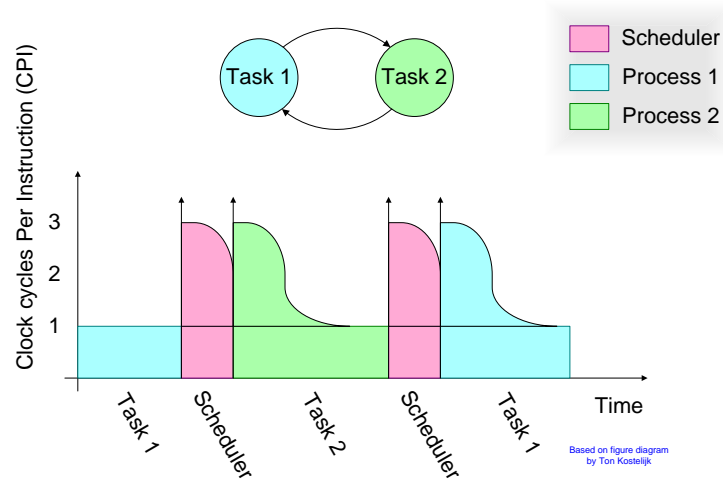 Task 1
Task 2
Scheduler
Process 1
Process 2
Clock cycles Per Instruction (CPI)
3
2
1
Task 1
Scheduler
Task 2
Scheduler
Task 1
Time
Based on figure diagram
by Ton Kostelijk